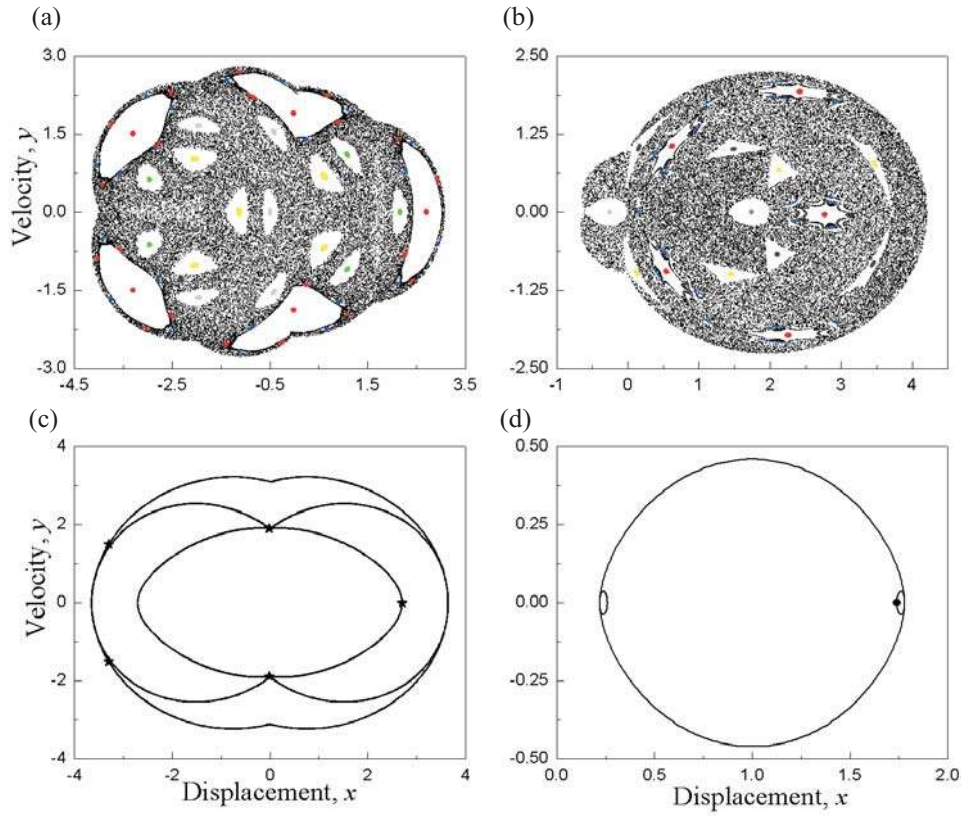 (a)
(b)
3.0
1.5
0.0
-1.5
-3.0
-4.5 -2.5 -0.5 1.5 3.5
Velocity, y
2.50
1.25
0.00
-1.25
-2.50
-1 0 1 2 3 4
(c)
(d)
4
2
0
-2
-4
-4 -2 0 2 4
Velocity, y
Displacement, x
0.50
0.25
0.00
-0.25
-0.50
0.0 0.5 1.0 1.5 2.0
Displacement, x